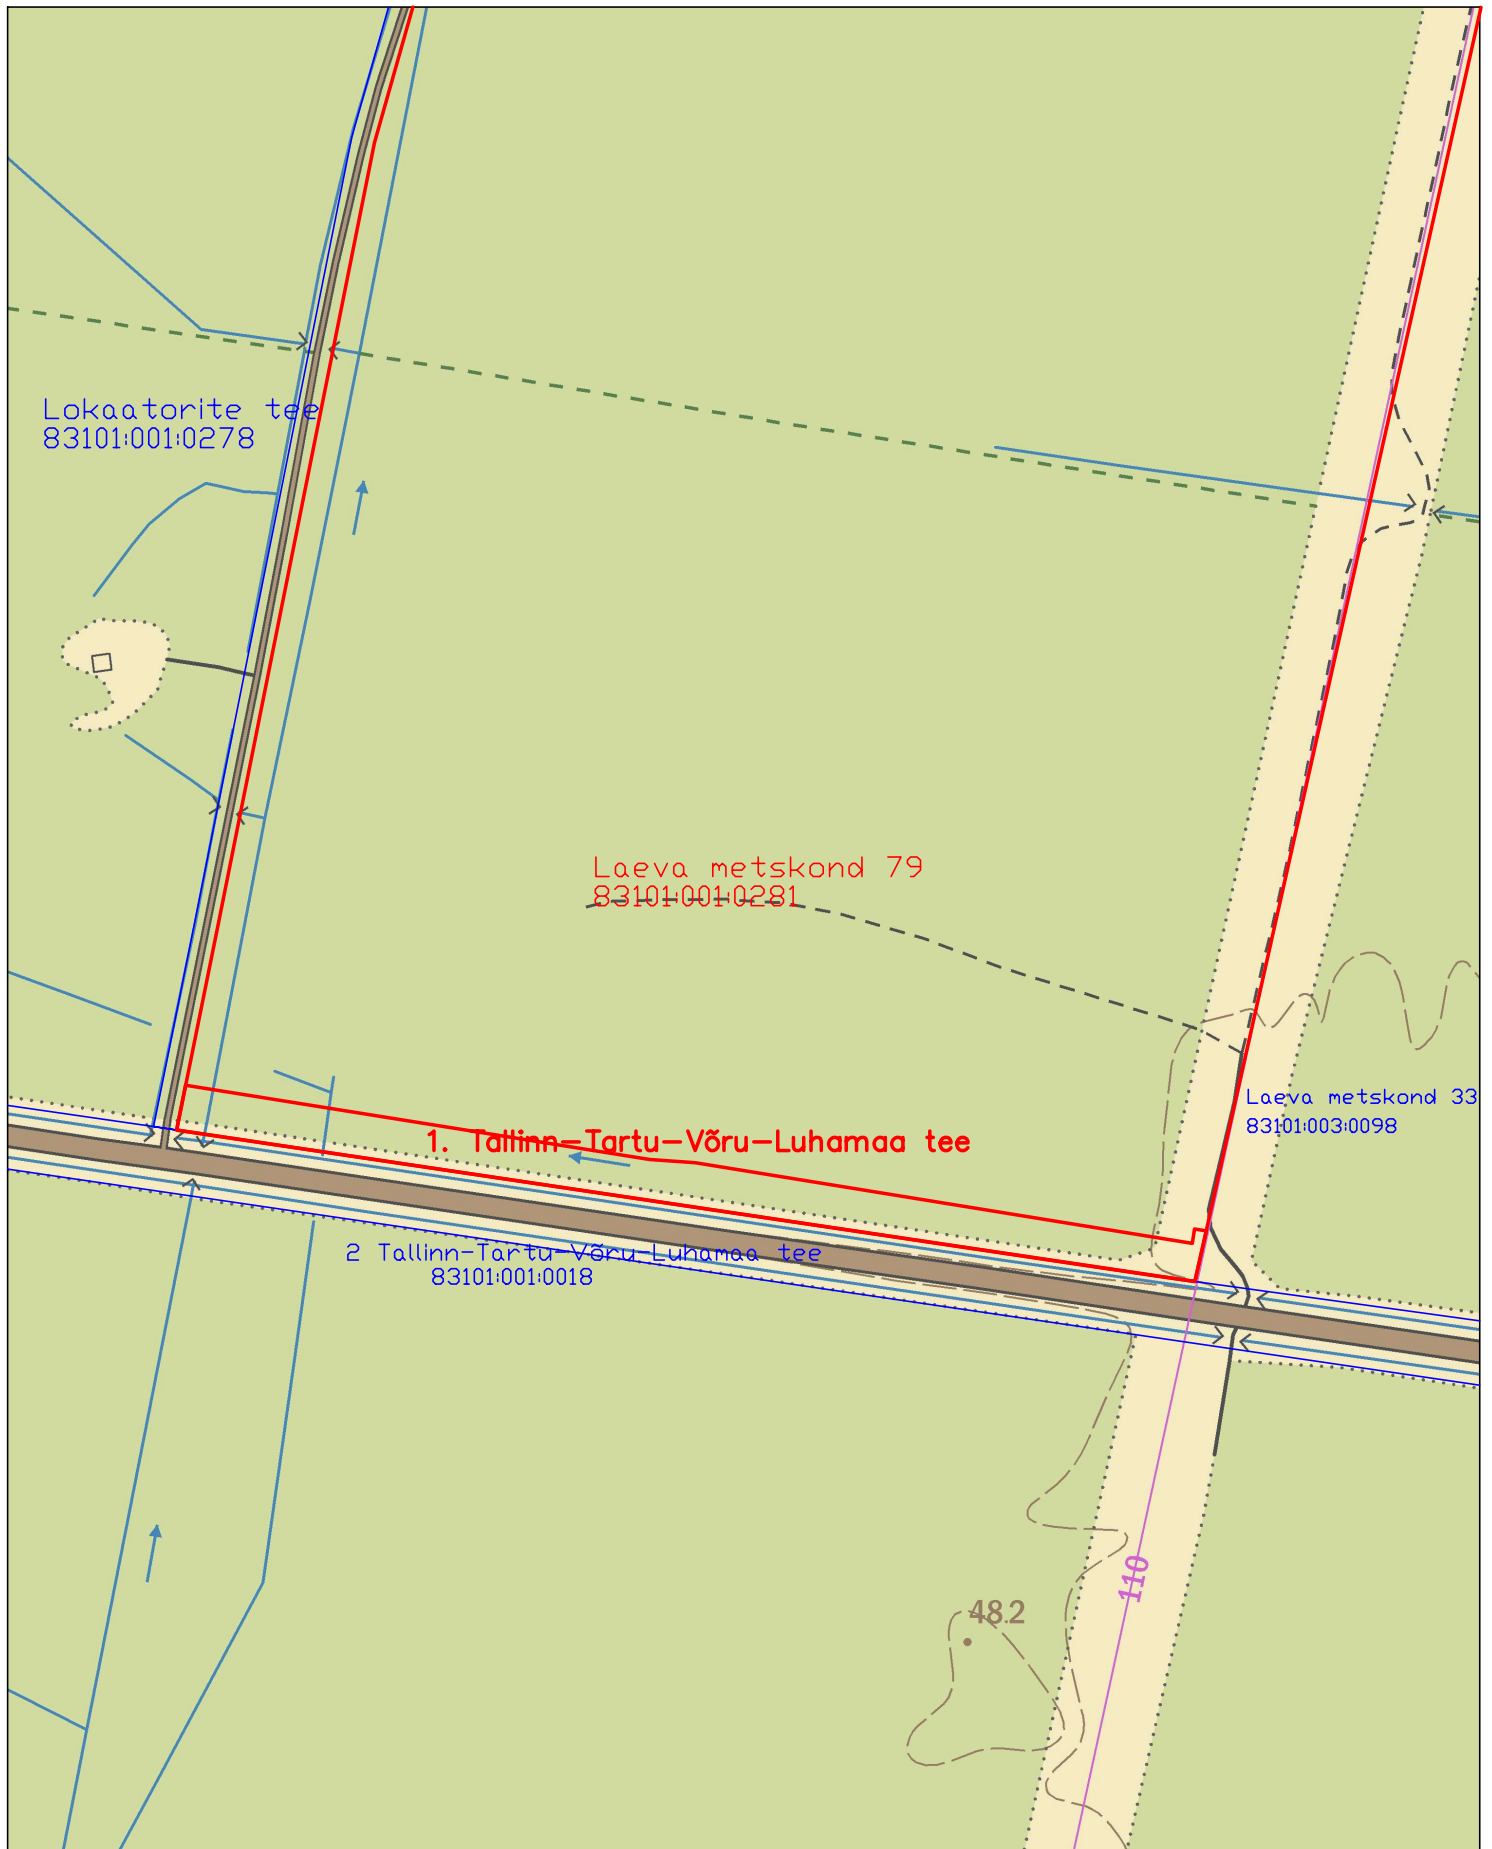 Lokaatorite tee
83101:001:0278
Laeva metskond 79
83101:001:0281
Laeva metskond 33
83101:003:0098
1. Tallinn-Tartu-Võru-Luhamaa tee
2 Tallinn-Tartu-Võru-Luhamaa tee
83101:001:0018
110
48.2